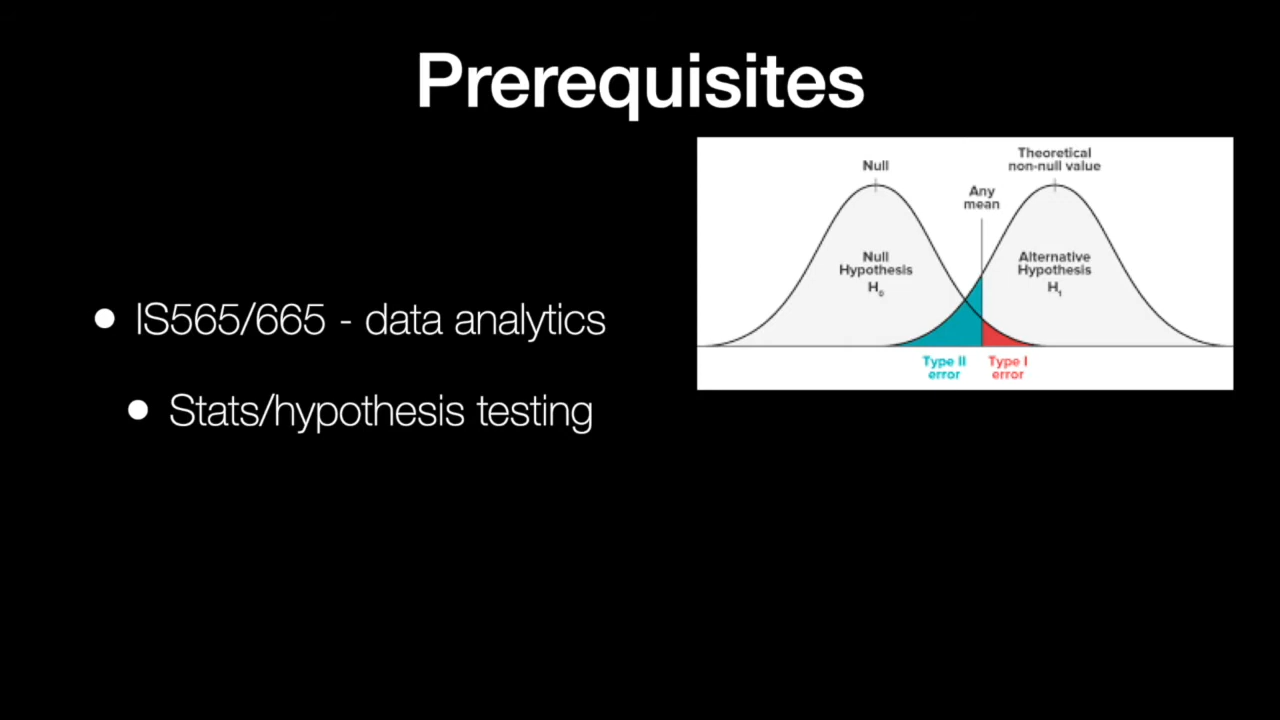 Prerequisites
IS565/665 - data analytics
Stats/hypothesis testing
Null
Theoretical
non-null value
Any
mean
Null
Hypothesis
H₀
Alternative
Hypothesis
H₁
Type II
error
Type I
error